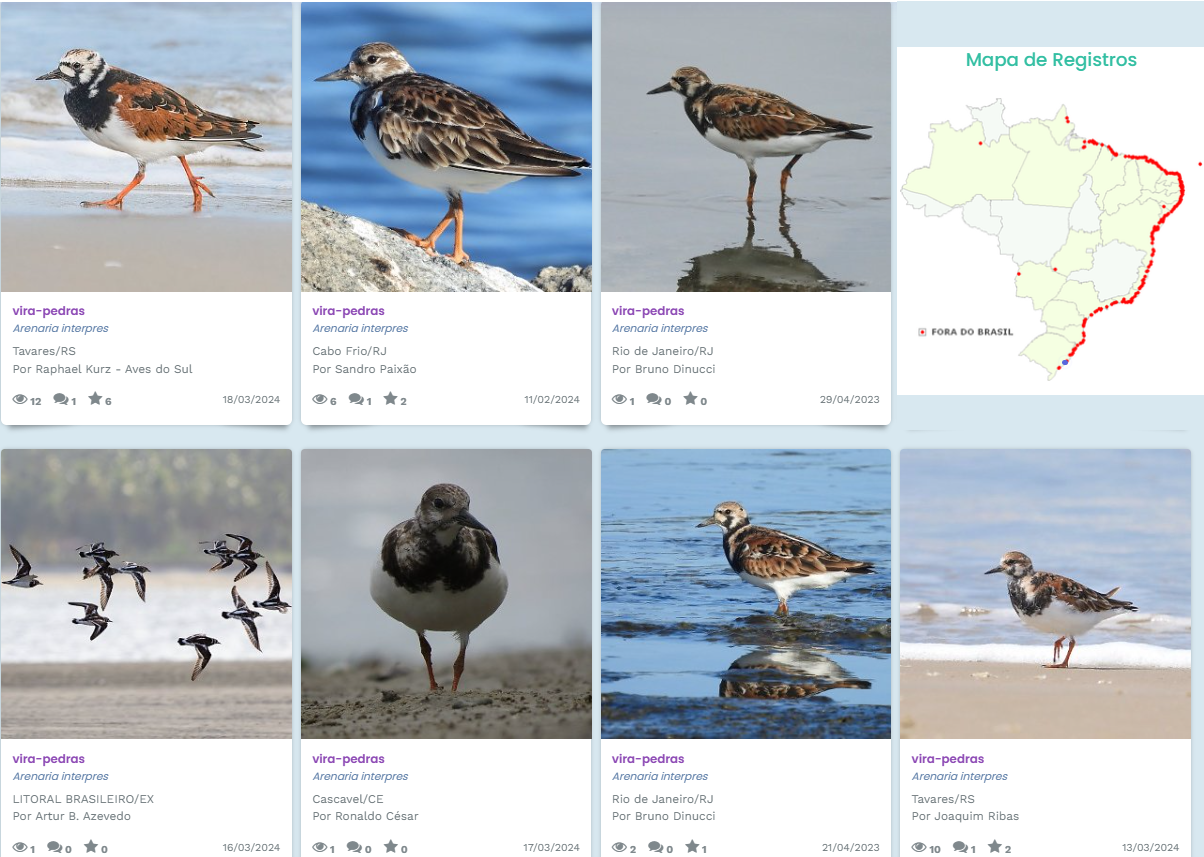 Mapa de Registros
FORA DO BRASIL
vira-pedras
Arenaria interpres
Tavares/RS
Por Raphael Kurz - Aves do Sul
12 1 6 18/03/2024
vira-pedras
Arenaria interpres
Cabo Frio/RJ
Por Sandro Paixão
6 1 2 11/02/2024
vira-pedras
Arenaria interpres
Rio de Janeiro/RJ
Por Bruno Dinucci
1 0 0 29/04/2023
vira-pedras
Arenaria interpres
LITORAL BRASILEIRO/EX
Por Artur B. Azevedo
1 0 0 16/03/2024
vira-pedras
Arenaria interpres
Cascavel/CE
Por Ronaldo César
1 0 0 17/03/2024
vira-pedras
Arenaria interpres
Rio de Janeiro/RJ
Por Bruno Dinucci
2 0 1 21/04/2023
vira-pedras
Arenaria interpres
Tavares/RS
Por Joaquim Ribas
10 1 2 13/03/2024